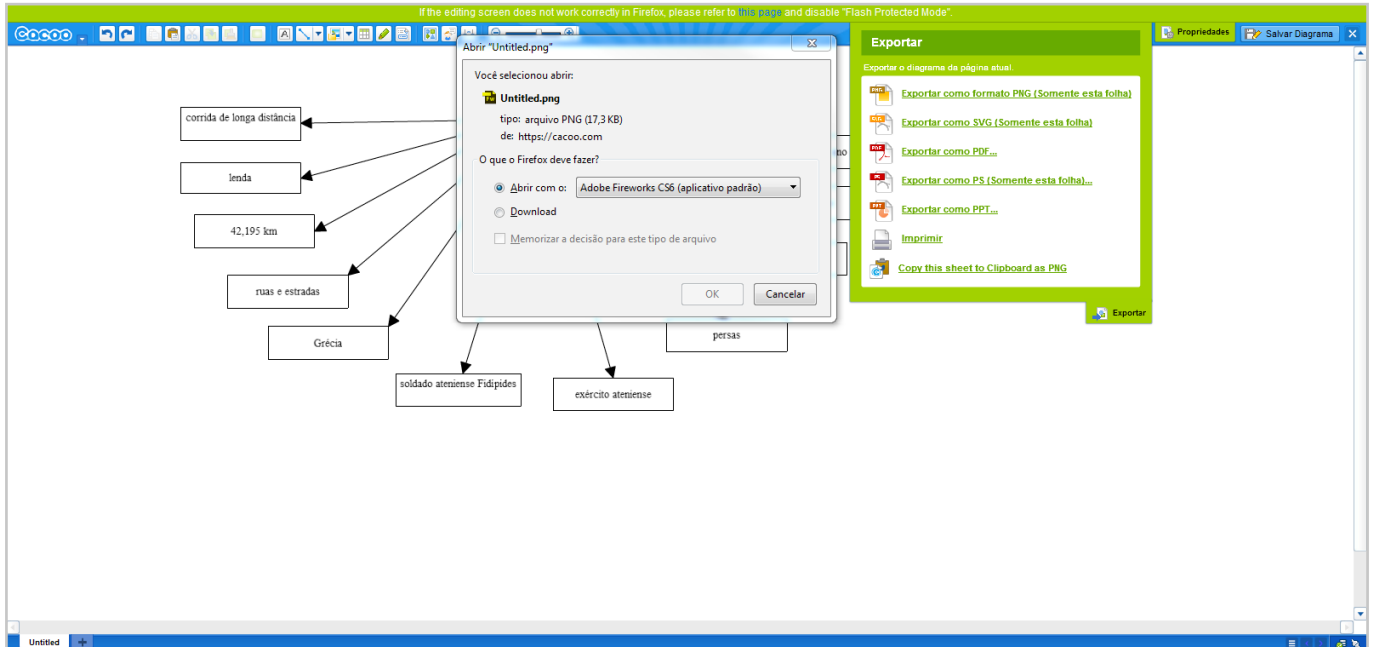 If the editing screen does not work correctly in Firefox, please refer to this page and disable "Flash Protected Mode".
Cacoo
Propriedades
Salvar Diagrama
Abrir "Untitled.png"
Você selecionou abrir:
Untitled.png
tipo: arquivo PNG (17,3 KB)
de: https://cacoo.com
O que o Firefox deve fazer?
Abrir com o: Adobe Fireworks CS6 (aplicativo padrão)
Download
Memorizar a decisão para este tipo de arquivo
OK Cancelar
Exportar
Exportar o diagrama da página atual.
PNG Exportar como formato PNG (Somente esta folha)
SVG Exportar como SVG (Somente esta folha)
PDF Exportar como PDF...
PS Exportar como PS (Somente esta folha)...
PPT Exportar como PPT...
Imprimir
Copy this sheet to Clipboard as PNG
Exportar
corrida de longa distância
lenda
42,195 km
ruas e estradas
Grécia
soldado ateniense Fidípides
exército ateniense
persas
no
Untitled